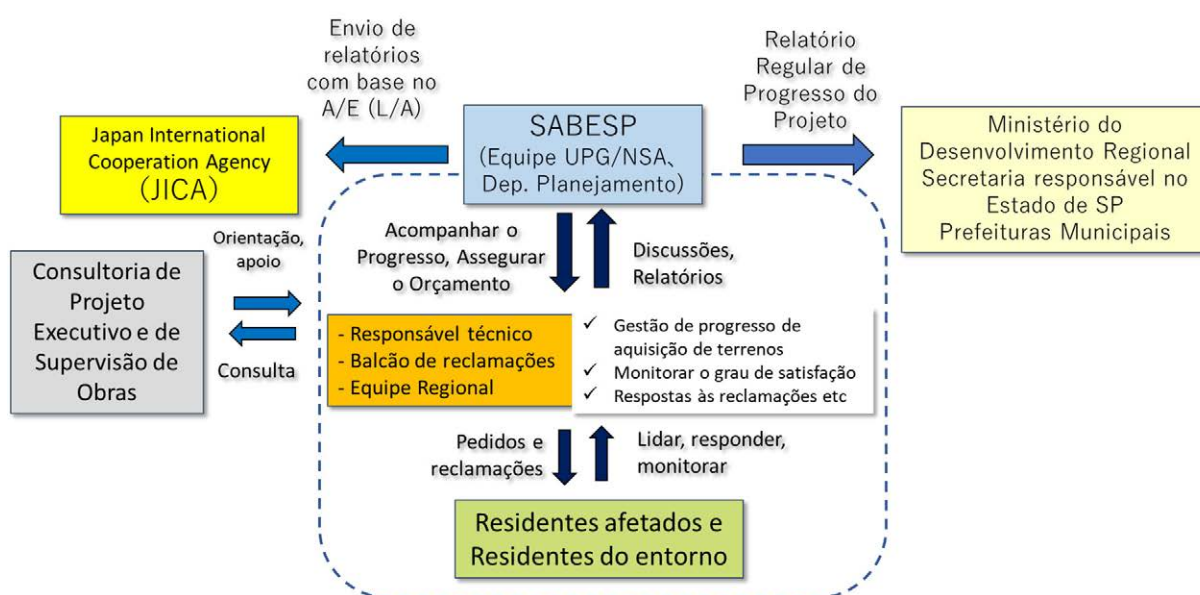 Envio de
relatórios
com base no
A/E (L/A)
Relatório
Regular de
Progresso do
Projeto
Japan International
Cooperation Agency
(JICA)
SABESP
(Equipe UPG/NSA、
Dep. Planejamento)
Ministério do
Desenvolvimento Regional
Secretaria responsável no
Estado de SP
Prefeituras Municipais
Orientação,
apoio
Acompanhar o
Progresso, Assegurar
o Orçamento
Discussões,
Relatórios
Consultoria de
Projeto
Executivo e de
Supervisão de
Obras
Consulta
- Responsável técnico
- Balcão de reclamações
- Equipe Regional
✓ Gestão de progresso de
aquisição de terrenos
✓ Monitorar o grau de satisfação
✓ Respostas às reclamações etc
Pedidos e
reclamações
Lidar, responder,
monitorar
Residentes afetados e
Residentes do entorno